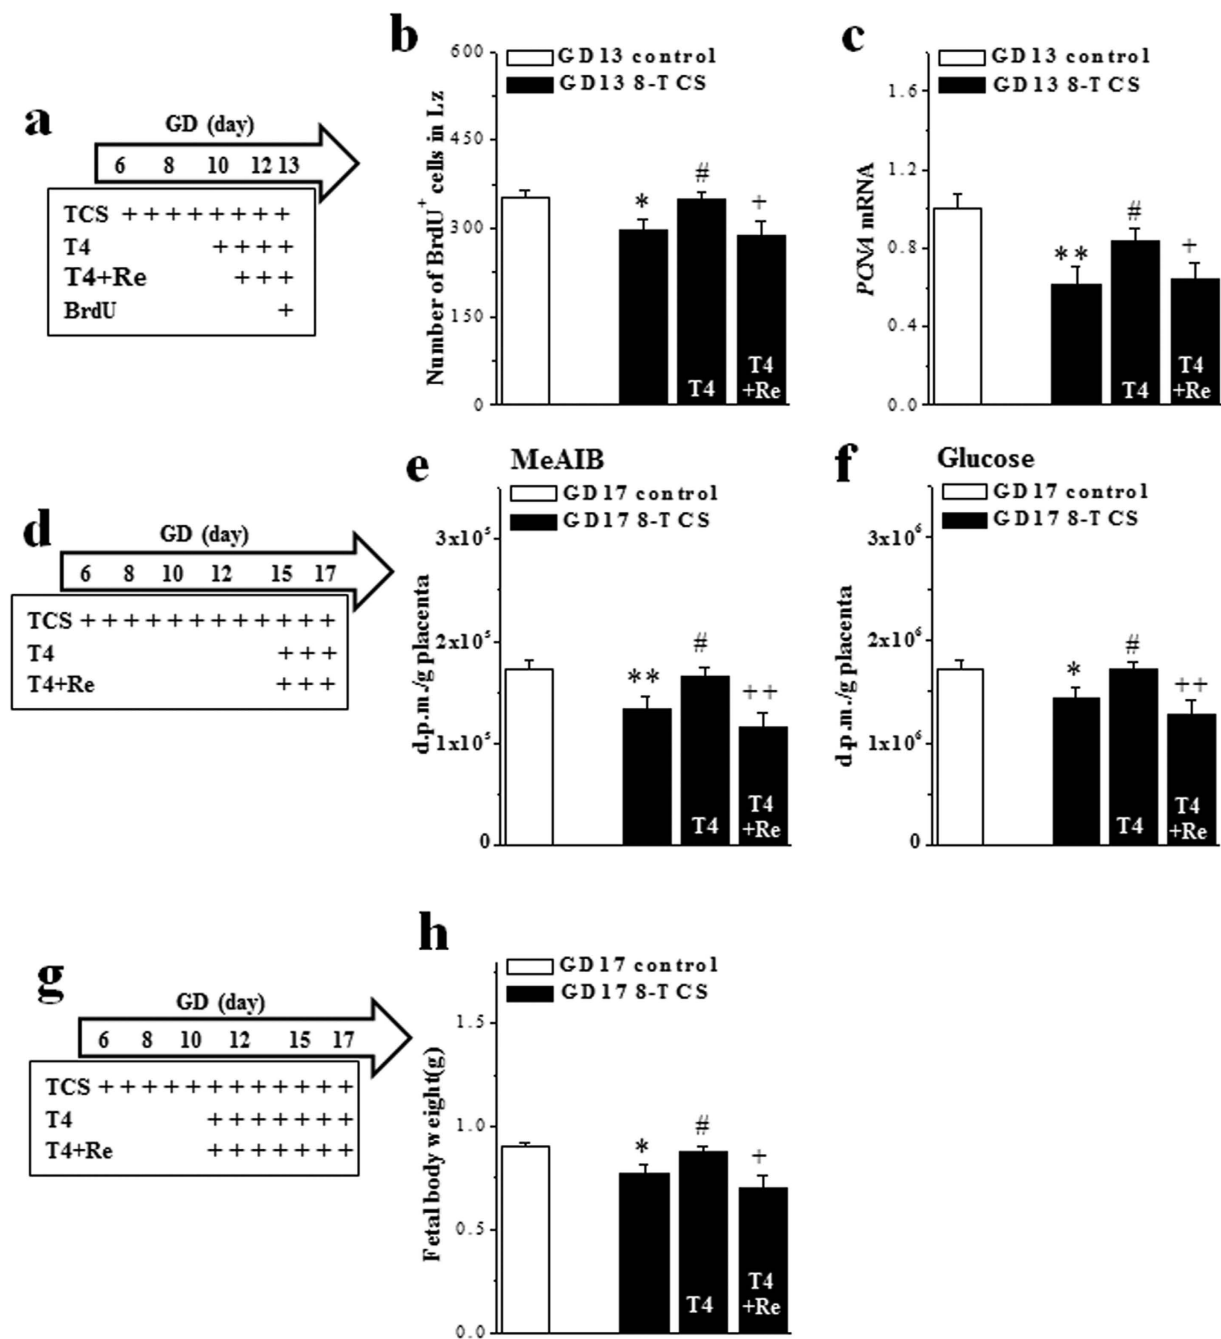 a
GD (day)
6 8 10 12 13
TCS + + + + + + + +
T4 + + + +
T4+Re + + +
BrdU +
b
GD13 control
GD13 8-TCS
Number of BrdU+ cells in Lz
600
450
300
150
0
*
#
+
T4
T4
+Re
c
GD13 control
GD13 8-TCS
PCNA mRNA
1.6
1.2
0.8
0.4
0.0
**
#
+
T4
T4
+Re
d
GD (day)
6 8 10 12 15 17
TCS + + + + + + + + + + + +
T4 + + +
T4+Re + + +
e
MeAIB
GD17 control
GD17 8-TCS
d.p.m./g placenta
3x10⁵
2x10⁵
1x10⁵
0
**
#
++
T4
T4
+Re
f
Glucose
GD17 control
GD17 8-TCS
d.p.m./g placenta
3x10⁶
2x10⁶
1x10⁶
0
*
#
++
T4
T4
+Re
g
GD (day)
6 8 10 12 15 17
TCS + + + + + + + + + + + +
T4 + + + + + + +
T4+Re + + + + + + +
h
GD17 control
GD17 8-TCS
Fetal body weight(g)
1.5
1.0
0.5
0.0
*
#
+
T4
T4
+Re